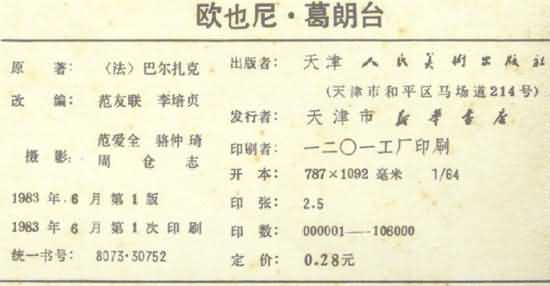 欧也尼·葛朗台
原 著： （法）巴尔扎克
改 编： 范友联 李培贞
摄 影： 范爱全 骆仲琦
周仓志
1983年6月第1版
1983年6月第1次印刷
统一书号： 8073·30752
出版者： 天津人民美术出版社
（天津市和平区马场道214号）
发行者： 天津市新华书店
印刷者： 一二〇一工厂印刷
开 本： 787×1092 毫米 1/64
印 张： 2.5
印 数： 000001—106000
定 价： 0.28元